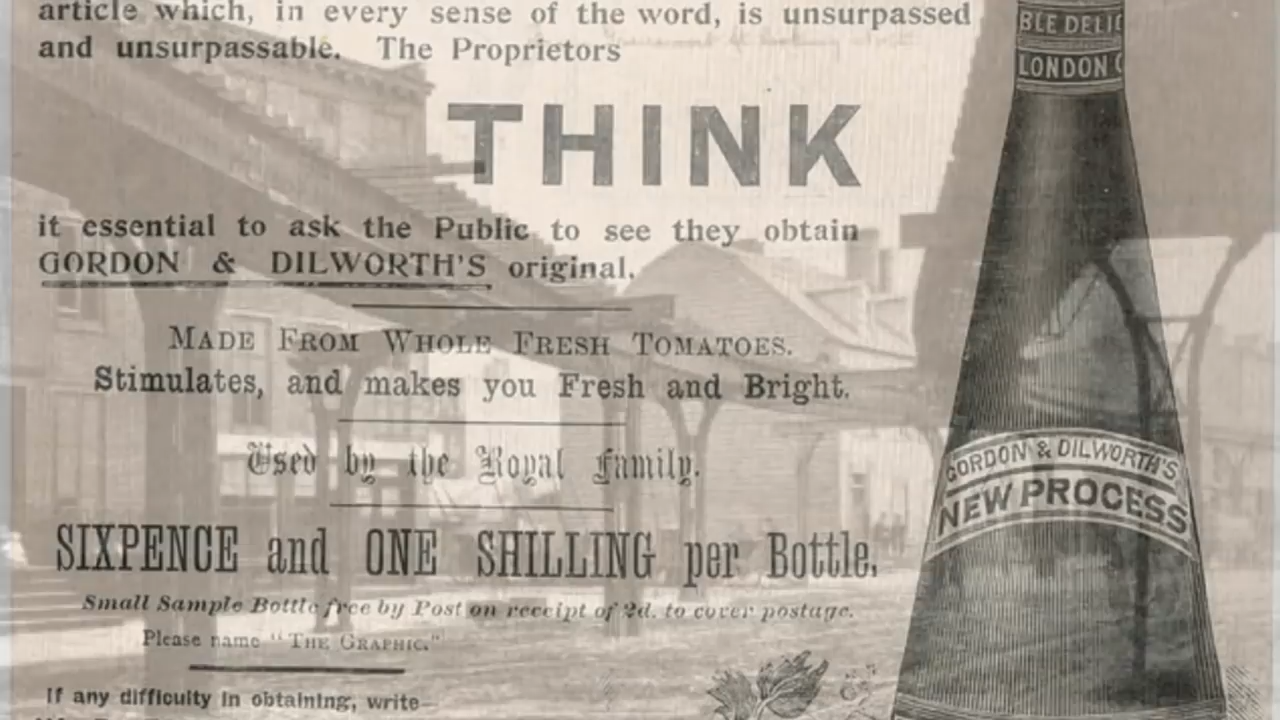 article which, in every sense of the word, is unsurpassed
and unsurpassable. The Proprietors
THINK
it essential to ask the Public to see they obtain
GORDON & DILWORTH'S original.
MADE FROM WHOLE FRESH TOMATOES.
Stimulates, and makes you Fresh and Bright.
Used by the Royal Family.
SIXPENCE and ONE SHILLING per Bottle.
Small Sample Bottle free by Post on receipt of 2d. to cover postage.
Please name "THE GRAPHIC."
If any difficulty in obtaining, write—
BLE DELIC
LONDON
GORDON & DILWORTH'S
NEW PROCESS